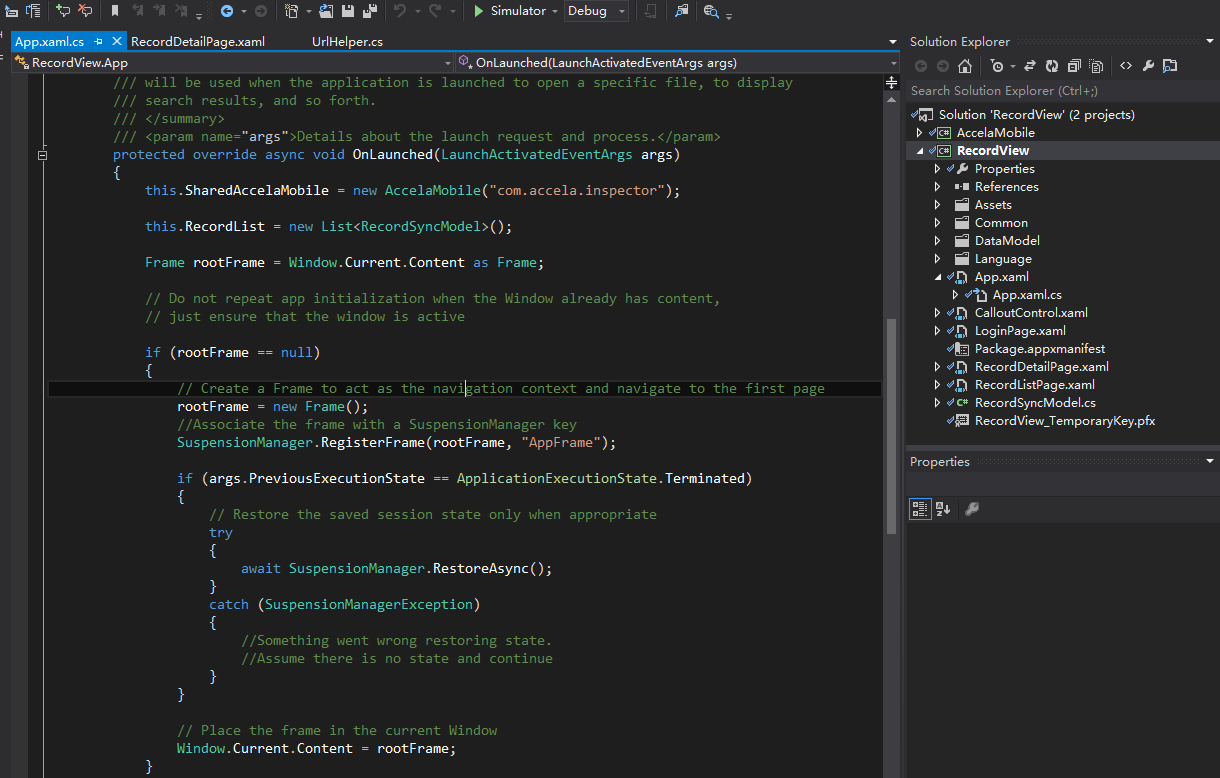 Simulator
Debug
App.xaml.cs
RecordDetailPage.xaml
UrlHelper.cs
RecordView.App
OnLaunched(LaunchActivatedEventArgs args)
/// will be used when the application is launched to open a specific file, to display
/// search results, and so forth.
/// </summary>
/// <param name="args">Details about the launch request and process.</param>
protected override async void OnLaunched(LaunchActivatedEventArgs args)
{
this.SharedAccelaMobile = new AccelaMobile("com.accela.inspector");
this.RecordList = new List<RecordSyncModel>();
Frame rootFrame = Window.Current.Content as Frame;
// Do not repeat app initialization when the Window already has content,
// just ensure that the window is active
if (rootFrame == null)
{
// Create a Frame to act as the navigation context and navigate to the first page
rootFrame = new Frame();
//Associate the frame with a SuspensionManager key
SuspensionManager.RegisterFrame(rootFrame, "AppFrame");
if (args.PreviousExecutionState == ApplicationExecutionState.Terminated)
{
// Restore the saved session state only when appropriate
try
{
await SuspensionManager.RestoreAsync();
}
catch (SuspensionManagerException)
{
//Something went wrong restoring state.
//Assume there is no state and continue
}
}
// Place the frame in the current Window
Window.Current.Content = rootFrame;
}
Solution Explorer
Search Solution Explorer (Ctrl+;)
Solution 'RecordView' (2 projects)
C# AccelaMobile
C# RecordView
Properties
References
Assets
Common
DataModel
Language
App.xaml
App.xaml.cs
CalloutControl.xaml
LoginPage.xaml
Package.appxmanifest
RecordDetailPage.xaml
RecordListPage.xaml
C# RecordSyncModel.cs
RecordView_TemporaryKey.pfx
Properties